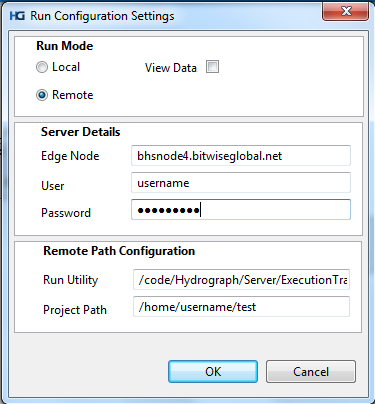 HG Run Configuration Settings
Run Mode
Local View Data
Remote
Server Details
Edge Node bhsnode4.bitwiseglobal.net
User username
Password •••••••••
Remote Path Configuration
Run Utility /code/Hydrograph/Server/ExecutionTra
Project Path /home/username/test
OK Cancel